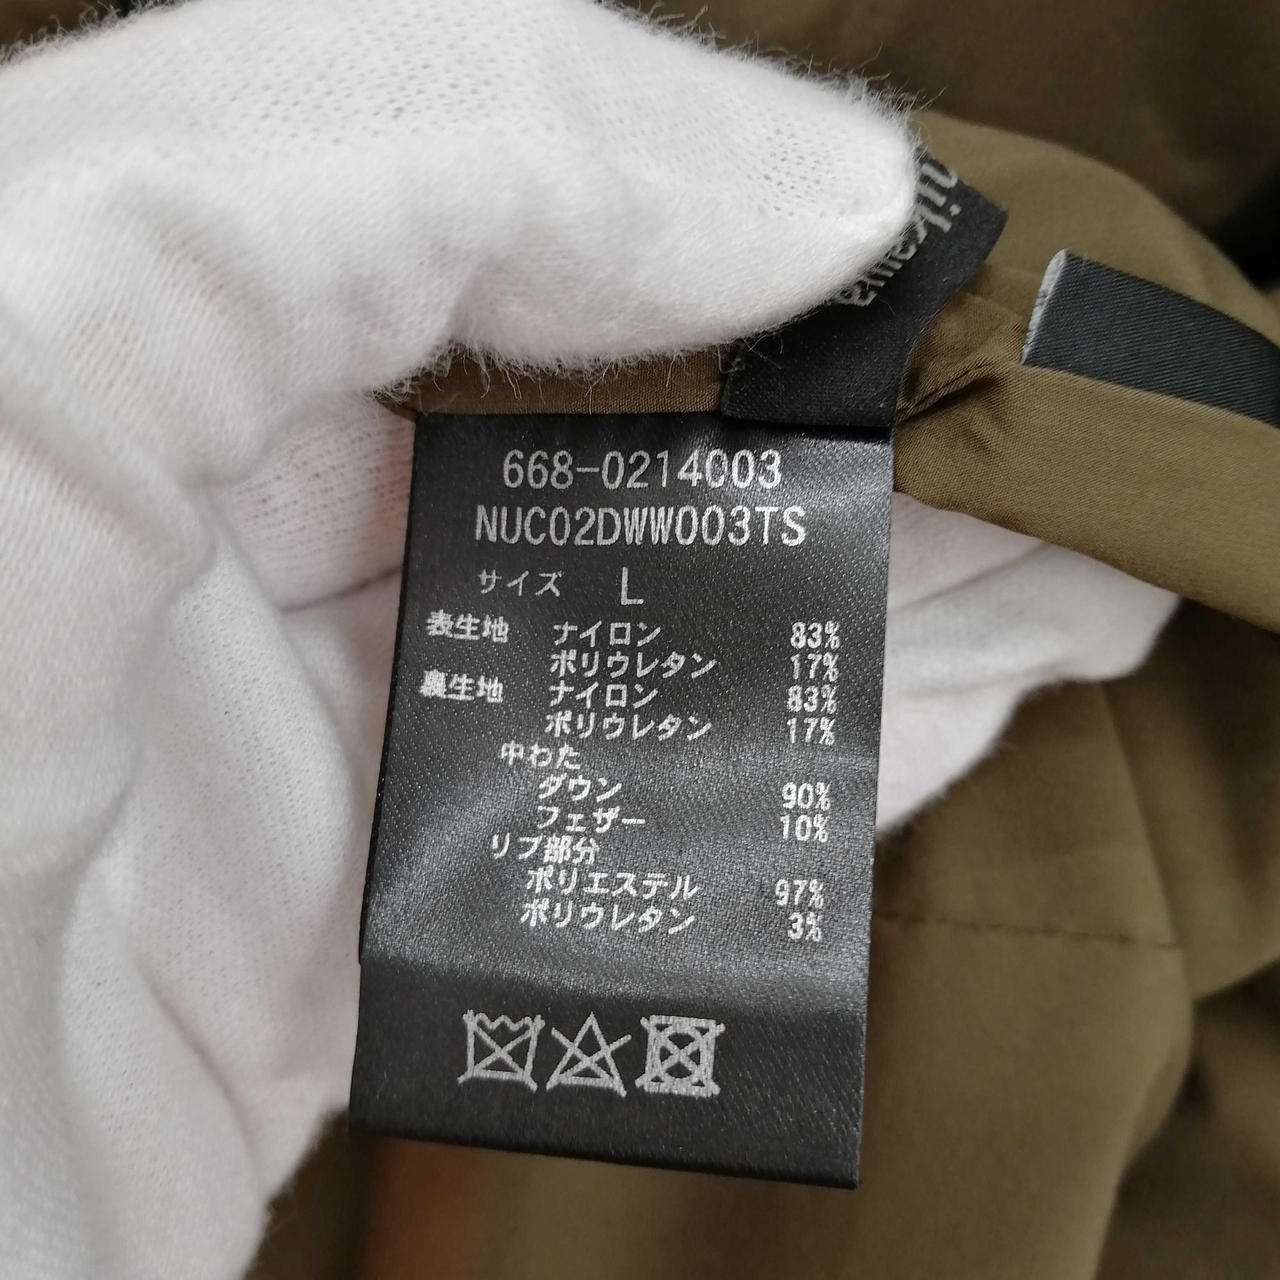 668-0214003
NUC02DWW003TS
サイズ L
表生地 ナイロン 83%
ポリウレタン 17%
裏生地 ナイロン 83%
ポリウレタン 17%
中わた
ダウン 90%
フェザー 10%
リブ部分
ポリエステル 97%
ポリウレタン 3%